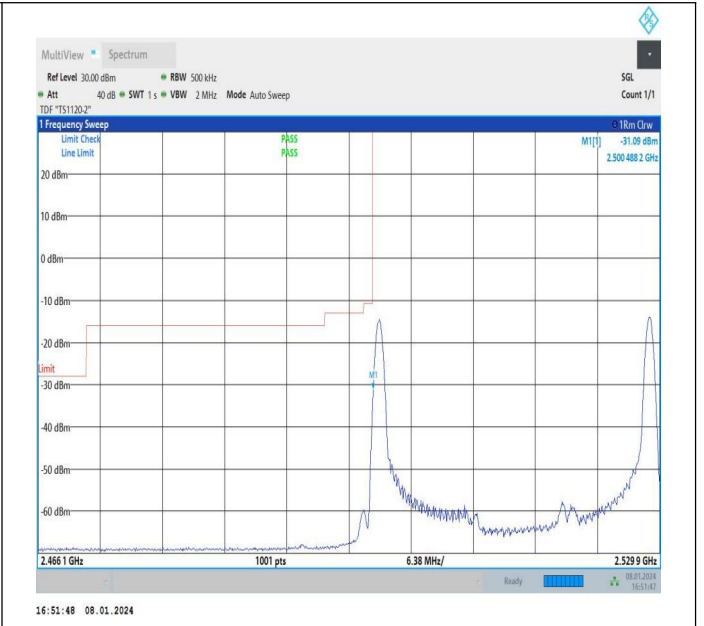 R S
MultiView Spectrum
Ref Level 30.00 dBm RBW 500 kHz SGL
Att 40 dB SWT 1 s VBW 2 MHz Mode Auto Sweep Count 1/1
TDF "TS1120-2"
1 Frequency Sweep 1Rm Clrw
Limit Check PASS M1[1] -31.09 dBm
Line Limit PASS 2.500 488 2 GHz
20 dBm
10 dBm
0 dBm
-10 dBm
-20 dBm
Limit
M1
-30 dBm
-40 dBm
-50 dBm
-60 dBm
2.466 1 GHz 1001 pts 6.38 MHz/ 2.529 9 GHz
Ready 08.01.2024
16:51:47
16:51:48 08.01.2024